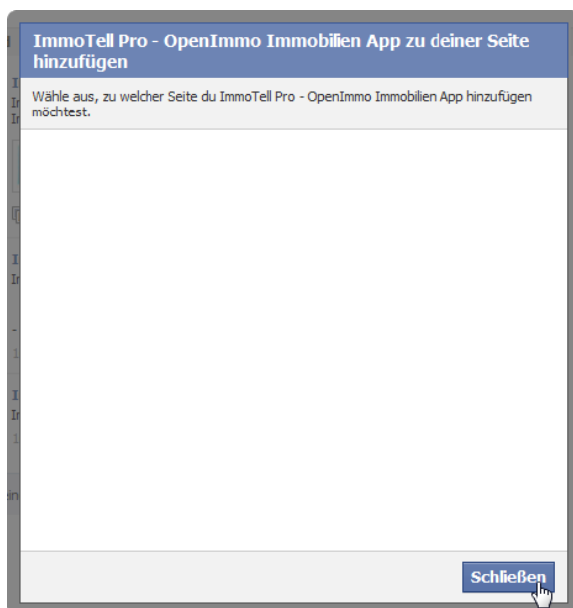 ImmoTell Pro - OpenImmo Immobilien App zu deiner Seite
hinzufügen
Wähle aus, zu welcher Seite du ImmoTell Pro - OpenImmo Immobilien App hinzufügen
möchtest.
Schließen